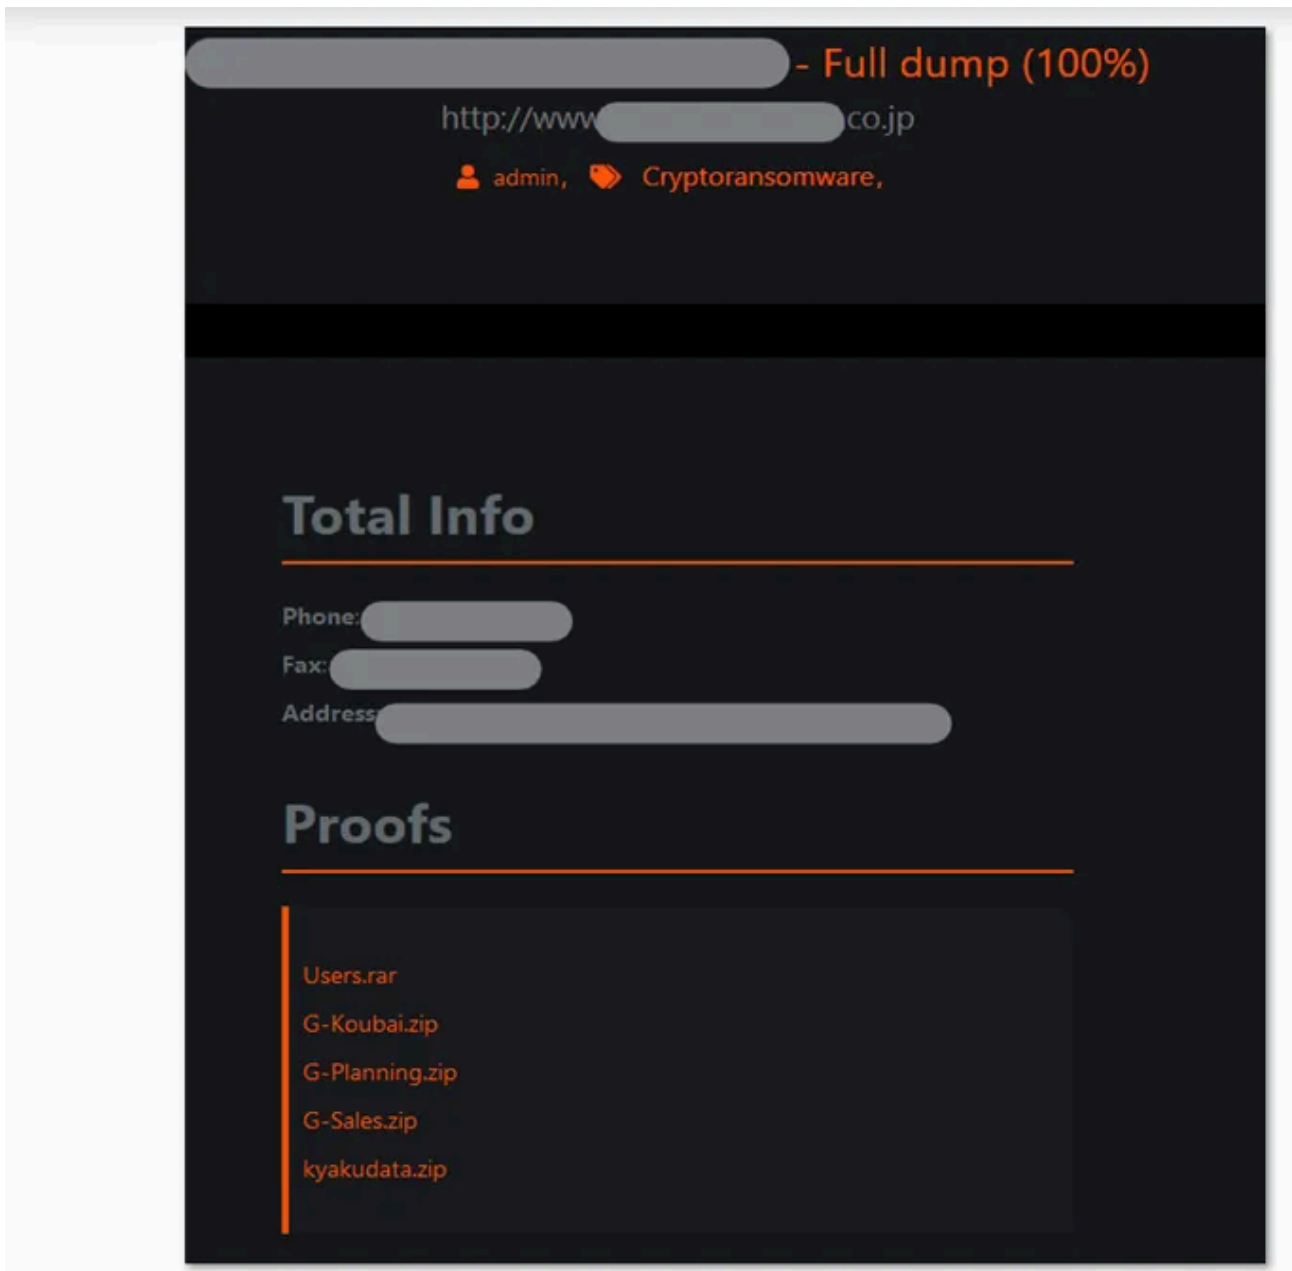 - Full dump (100%)
http://www co.jp
admin, Cryptoransomware,
Total Info
Phone:
Fax:
Address
Proofs
Users.rar
G-Koubai.zip
G-Planning.zip
G-Sales.zip
kyakudata.zip